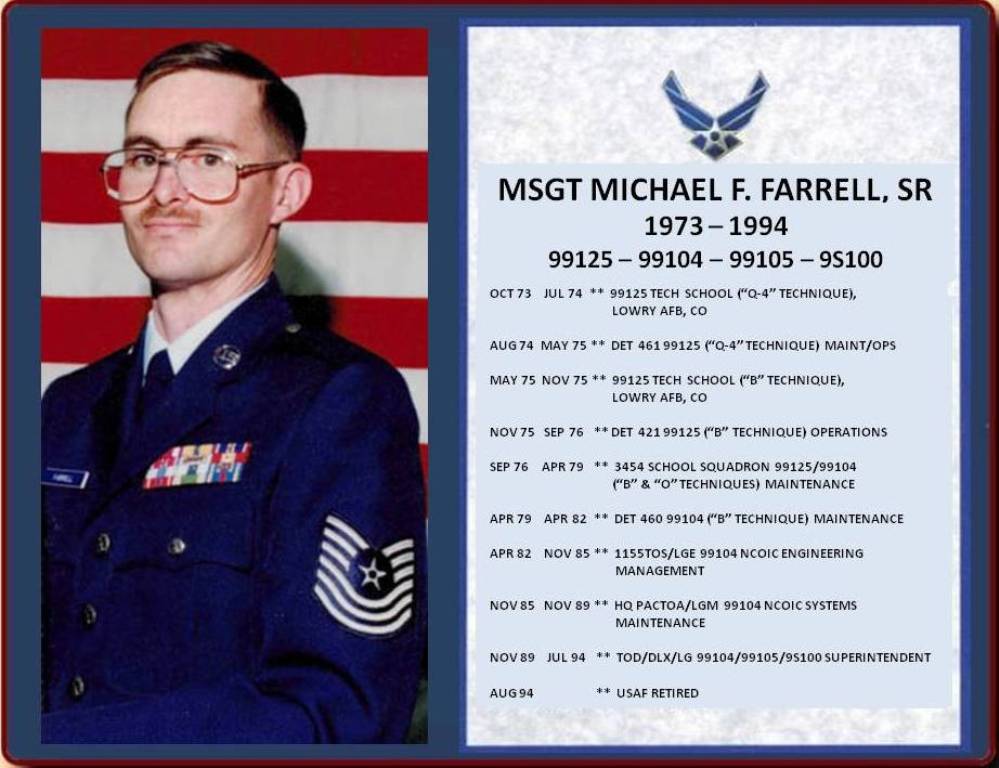 FARRELL
MSGT MICHAEL F. FARRELL, SR
1973 – 1994
99125 – 99104 – 99105 – 9S100
OCT 73 JUL 74 ** 99125 TECH SCHOOL (“Q-4” TECHNIQUE),
LOWRY AFB, CO
AUG 74 MAY 75 ** DET 461 99125 (“Q-4” TECHNIQUE) MAINT/OPS
MAY 75 NOV 75 ** 99125 TECH SCHOOL (“B” TECHNIQUE),
LOWRY AFB, CO
NOV 75 SEP 76 ** DET 421 99125 (“B” TECHNIQUE) OPERATIONS
SEP 76 APR 79 ** 3454 SCHOOL SQUADRON 99125/99104
(“B” & “O” TECHNIQUES) MAINTENANCE
APR 79 APR 82 ** DET 460 99104 (“B” TECHNIQUE) MAINTENANCE
APR 82 NOV 85 ** 1155TOS/LGE 99104 NCOIC ENGINEERING
MANAGEMENT
NOV 85 NOV 89 ** HQ PACTOA/LGM 99104 NCOIC SYSTEMS
MAINTENANCE
NOV 89 JUL 94 ** TOD/DLX/LG 99104/99105/9S100 SUPERINTENDENT
AUG 94 ** USAF RETIRED